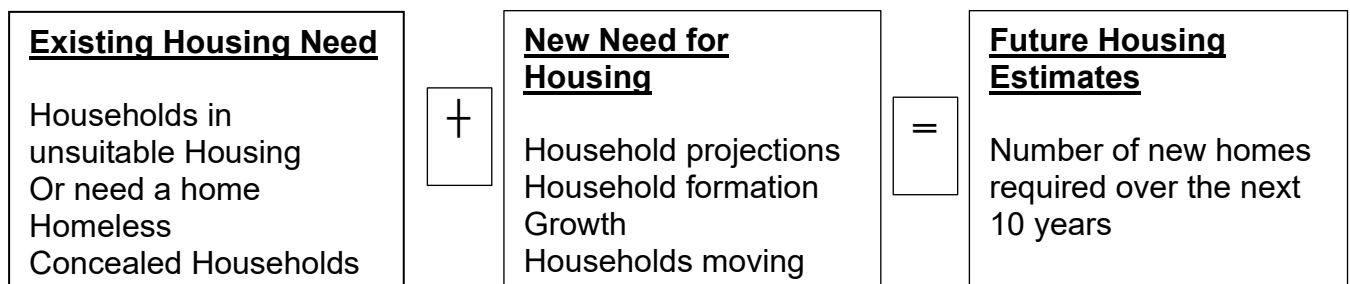 Existing Housing Need
Households in
unsuitable Housing
Or need a home
Homeless
Concealed Households
+
New Need for
Housing
Household projections
Household formation
Growth
Households moving
=
Future Housing
Estimates
Number of new homes
required over the next
10 years